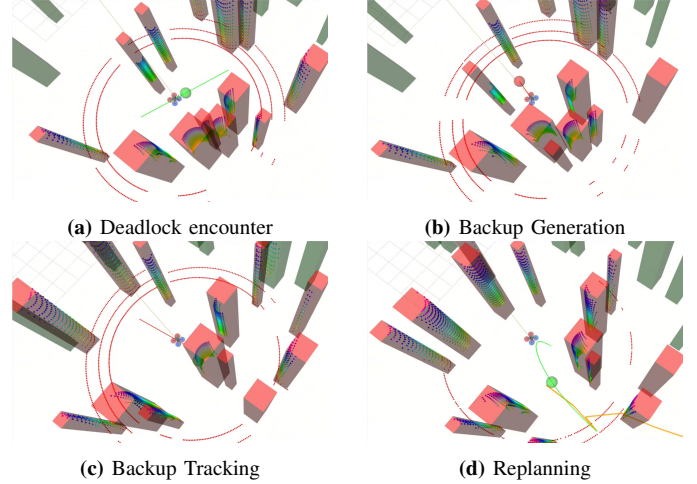 (a) Deadlock encounter
(b) Backup Generation
(c) Backup Tracking
(d) Replanning